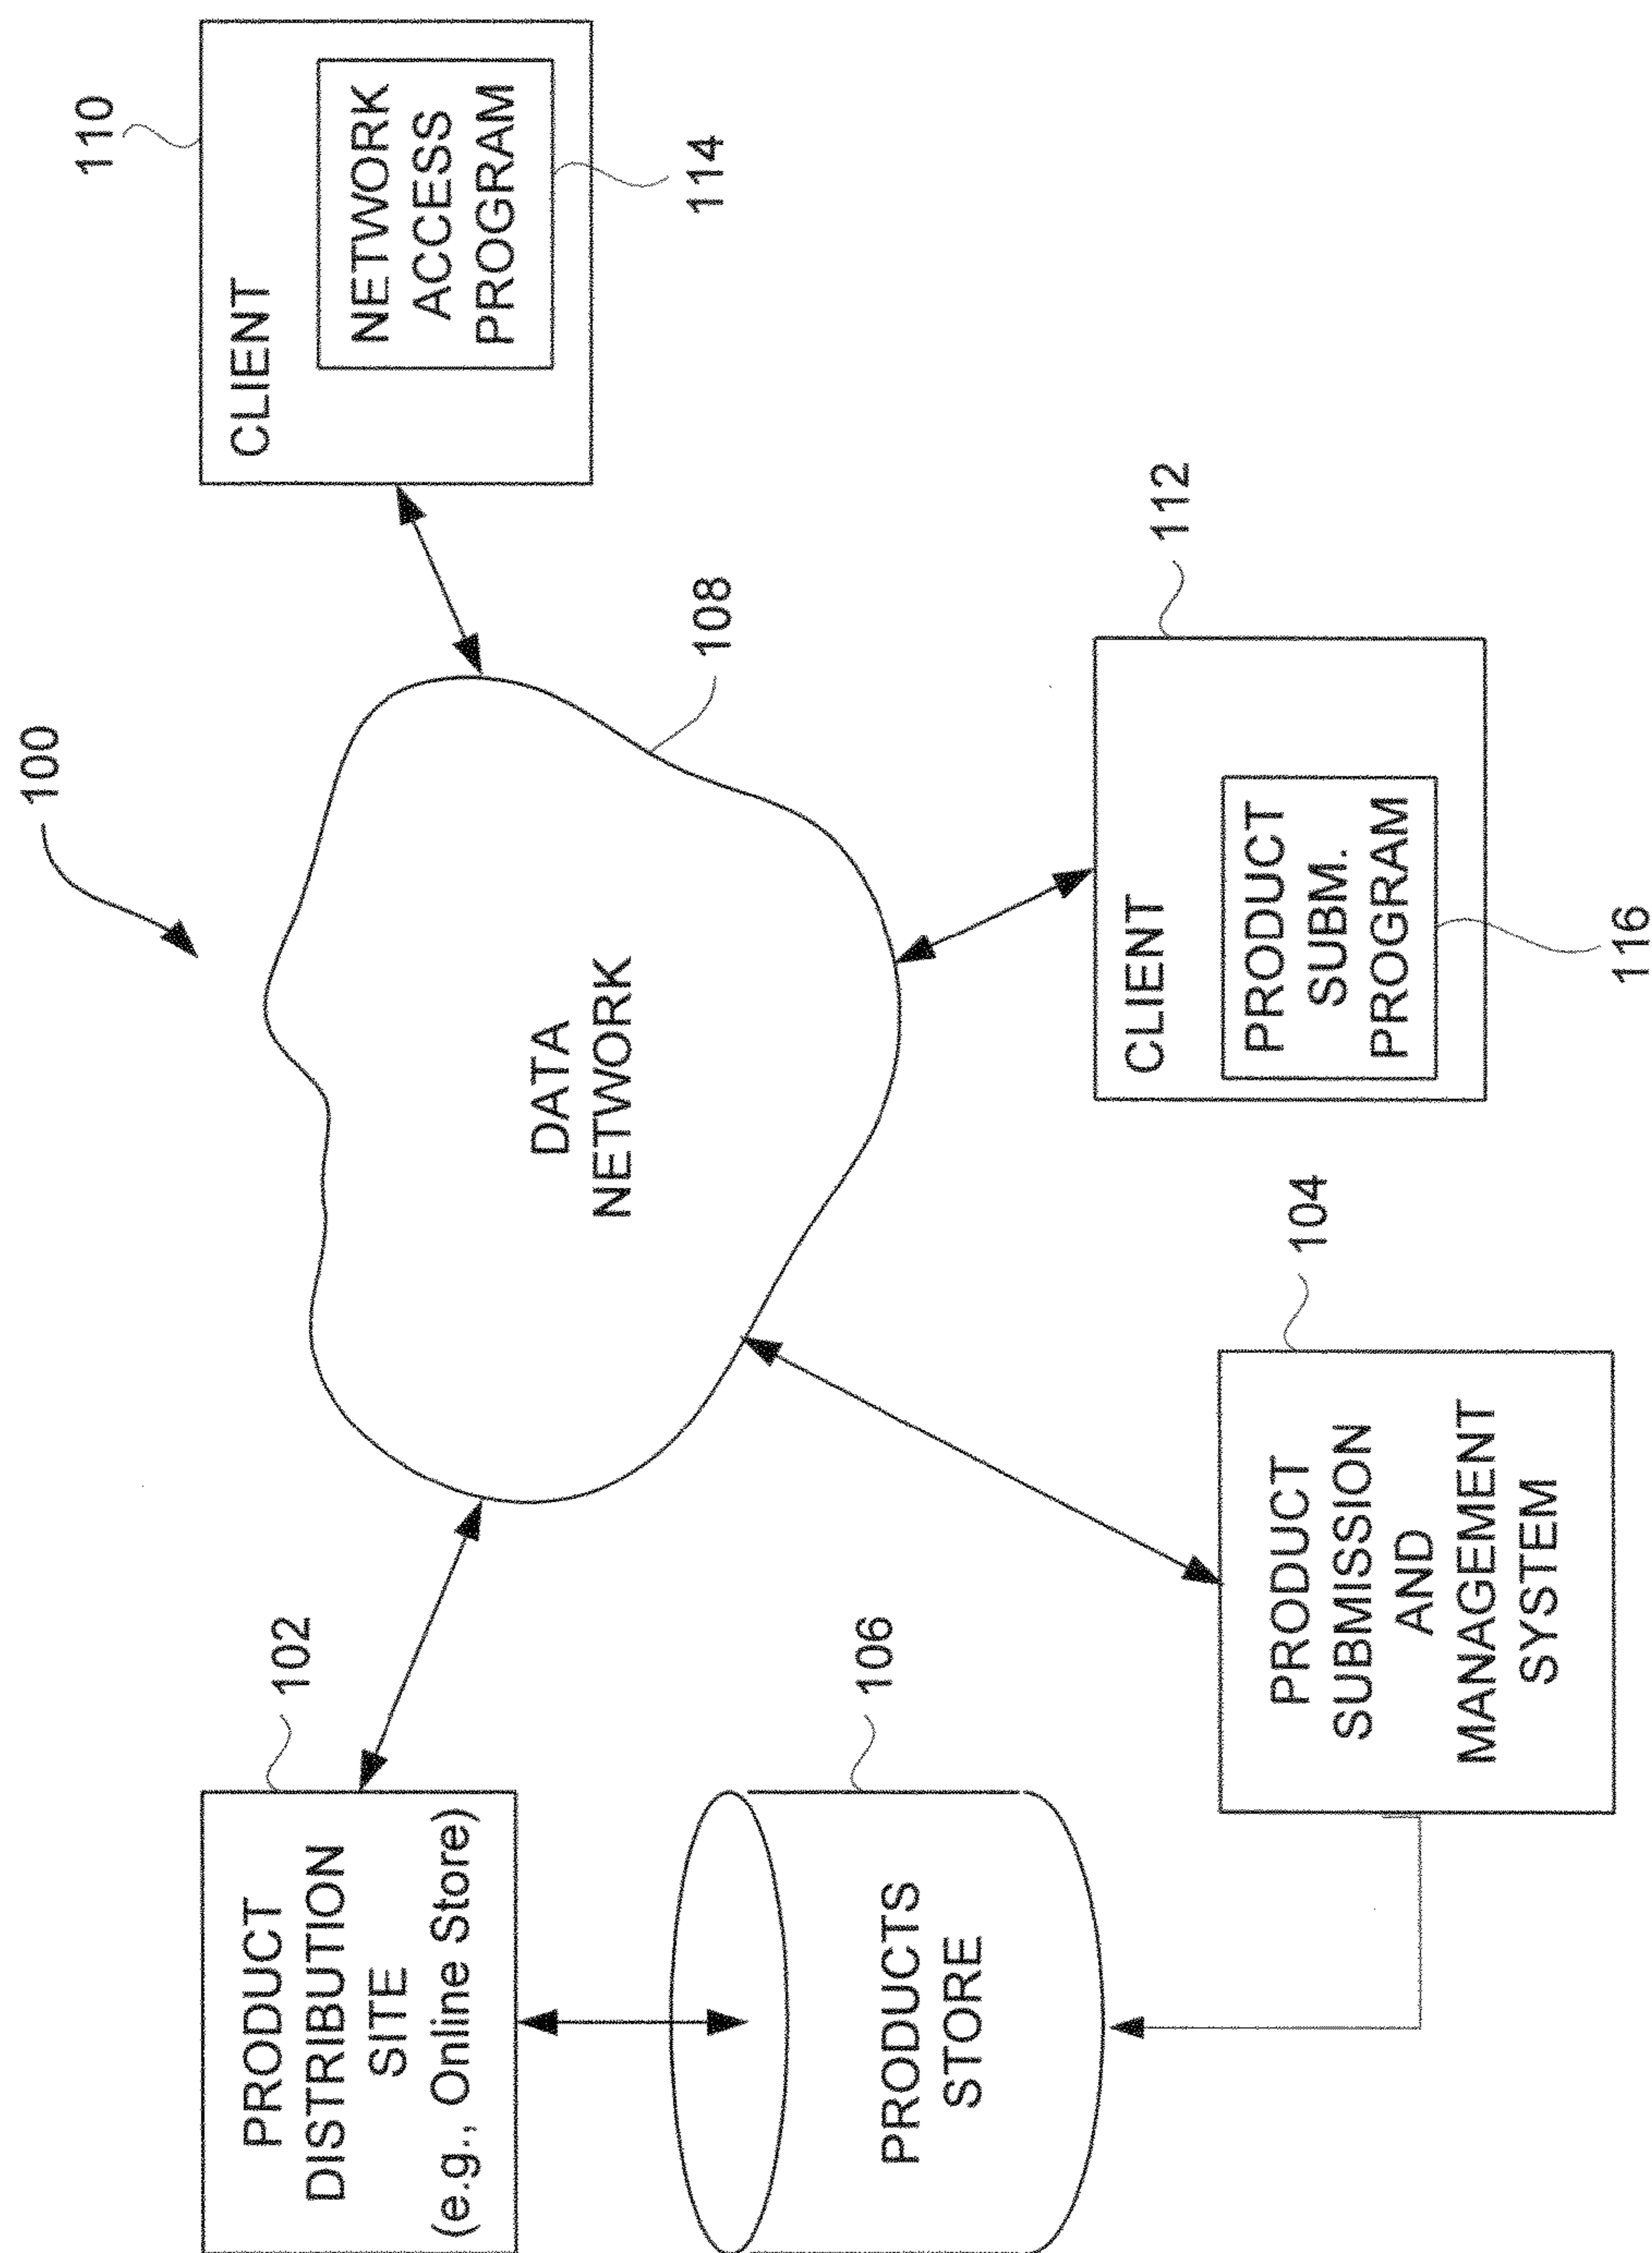 100
102
PRODUCT
DISTRIBUTION
SITE
(e.g., Online Store)
DATA
NETWORK
108
110
CLIENT
NETWORK
ACCESS
PROGRAM
114
106
PRODUCTS
STORE
104
PRODUCT
SUBMISSION
AND
MANAGEMENT
SYSTEM
112
CLIENT
PRODUCT
SUBM.
PROGRAM
116